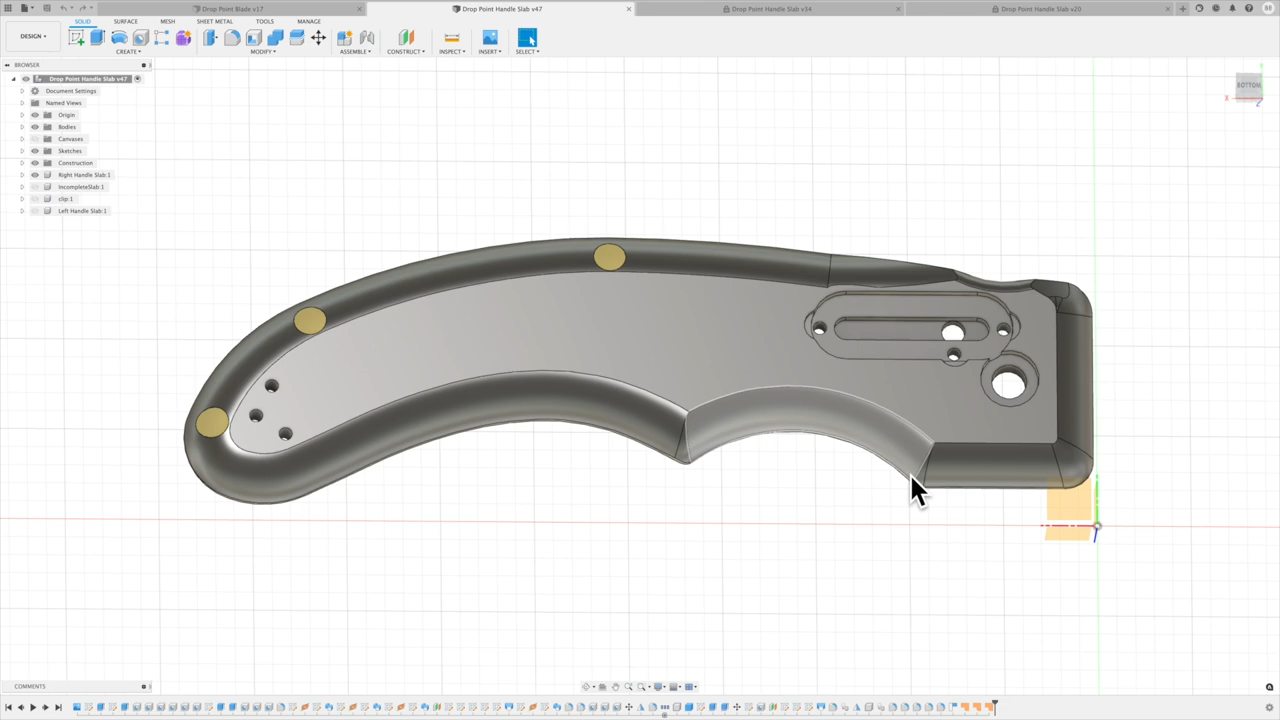 Drop Point Blade v17
Drop Point Handle Slab v47
Drop Point Handle Slab v34
Drop Point Handle Slab v20
SOLID
SURFACE
MESH
SHEET METAL
TOOLS
MANAGE
DESIGN
CREATE
MODIFY
ASSEMBLE
CONSTRUCT
INSPECT
INSERT
SELECT
BROWSER
Drop Point Handle Slab v47
Document Settings
Named Views
Origin
Bodies
Canvases
Sketches
Construction
Right Handle Slab:1
IncompleteSlab:1
clip:1
Left Handle Slab:1
BOTTOM
X
Z
COMMENTS